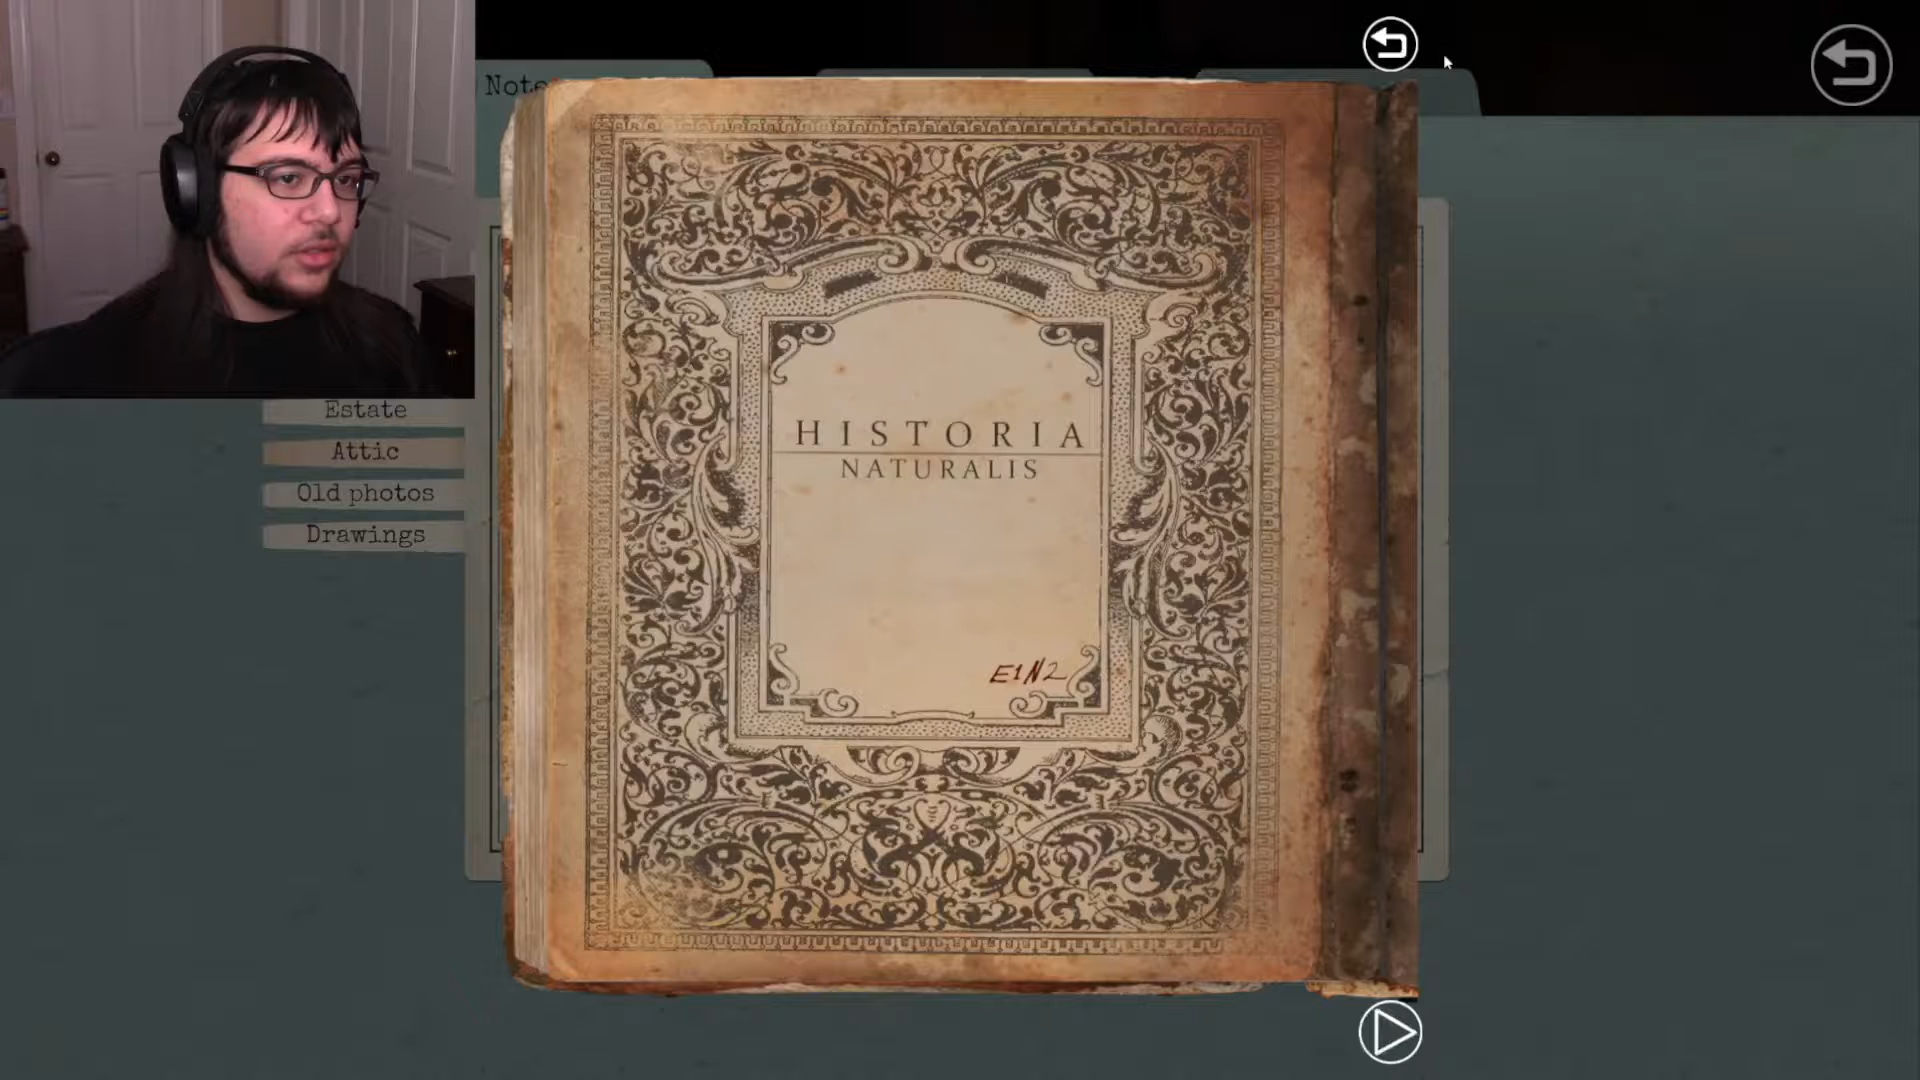 Note
HISTORIA
NATURALIS
E1N2
Estate
Attic
Old photos
Drawings